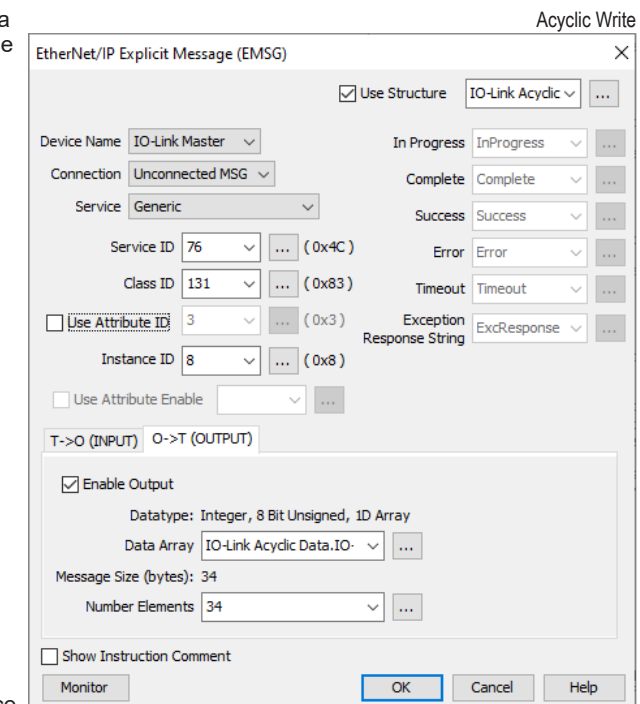 a
e
Acyclic Write
EtherNet/IP Explicit Message (EMSG)
Use Structure IO-Link Acyclic ...
Device Name IO-Link Master
In Progress InProgress ...
Connection Unconnected MSG
Complete Complete ...
Service Generic
Success Success ...
Service ID 76 ... ( 0x4C )
Error Error ...
Class ID 131 ... ( 0x83 )
Timeout Timeout ...
Use Attribute ID 3 ... ( 0x3 )
Exception
Response String ExcResponse ...
Instance ID 8 ... ( 0x8 )
Use Attribute Enable ...
T->O (INPUT) O->T (OUTPUT)
Enable Output
Datatype: Integer, 8 Bit Unsigned, 1D Array
Data Array IO-Link Acyclic Data.IO- ...
Message Size (bytes): 34
Number Elements 34 ...
Show Instruction Comment
Monitor OK Cancel Help